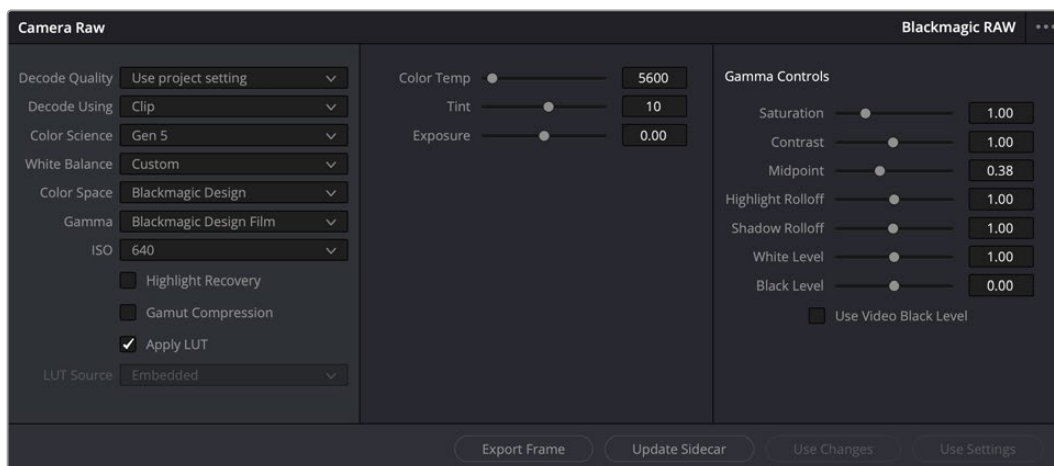 Camera Raw
Blackmagic RAW
Decode Quality Use project setting
Decode Using Clip
Color Science Gen 5
White Balance Custom
Color Space Blackmagic Design
Gamma Blackmagic Design Film
ISO 640
Highlight Recovery
Gamut Compression
Apply LUT
LUT Source Embedded
Color Temp 5600
Tint 10
Exposure 0.00
Gamma Controls
Saturation 1.00
Contrast 1.00
Midpoint 0.38
Highlight Rolloff 1.00
Shadow Rolloff 1.00
White Level 1.00
Black Level 0.00
Use Video Black Level
Export Frame
Update Sidecar
Use Changes
Use Settings